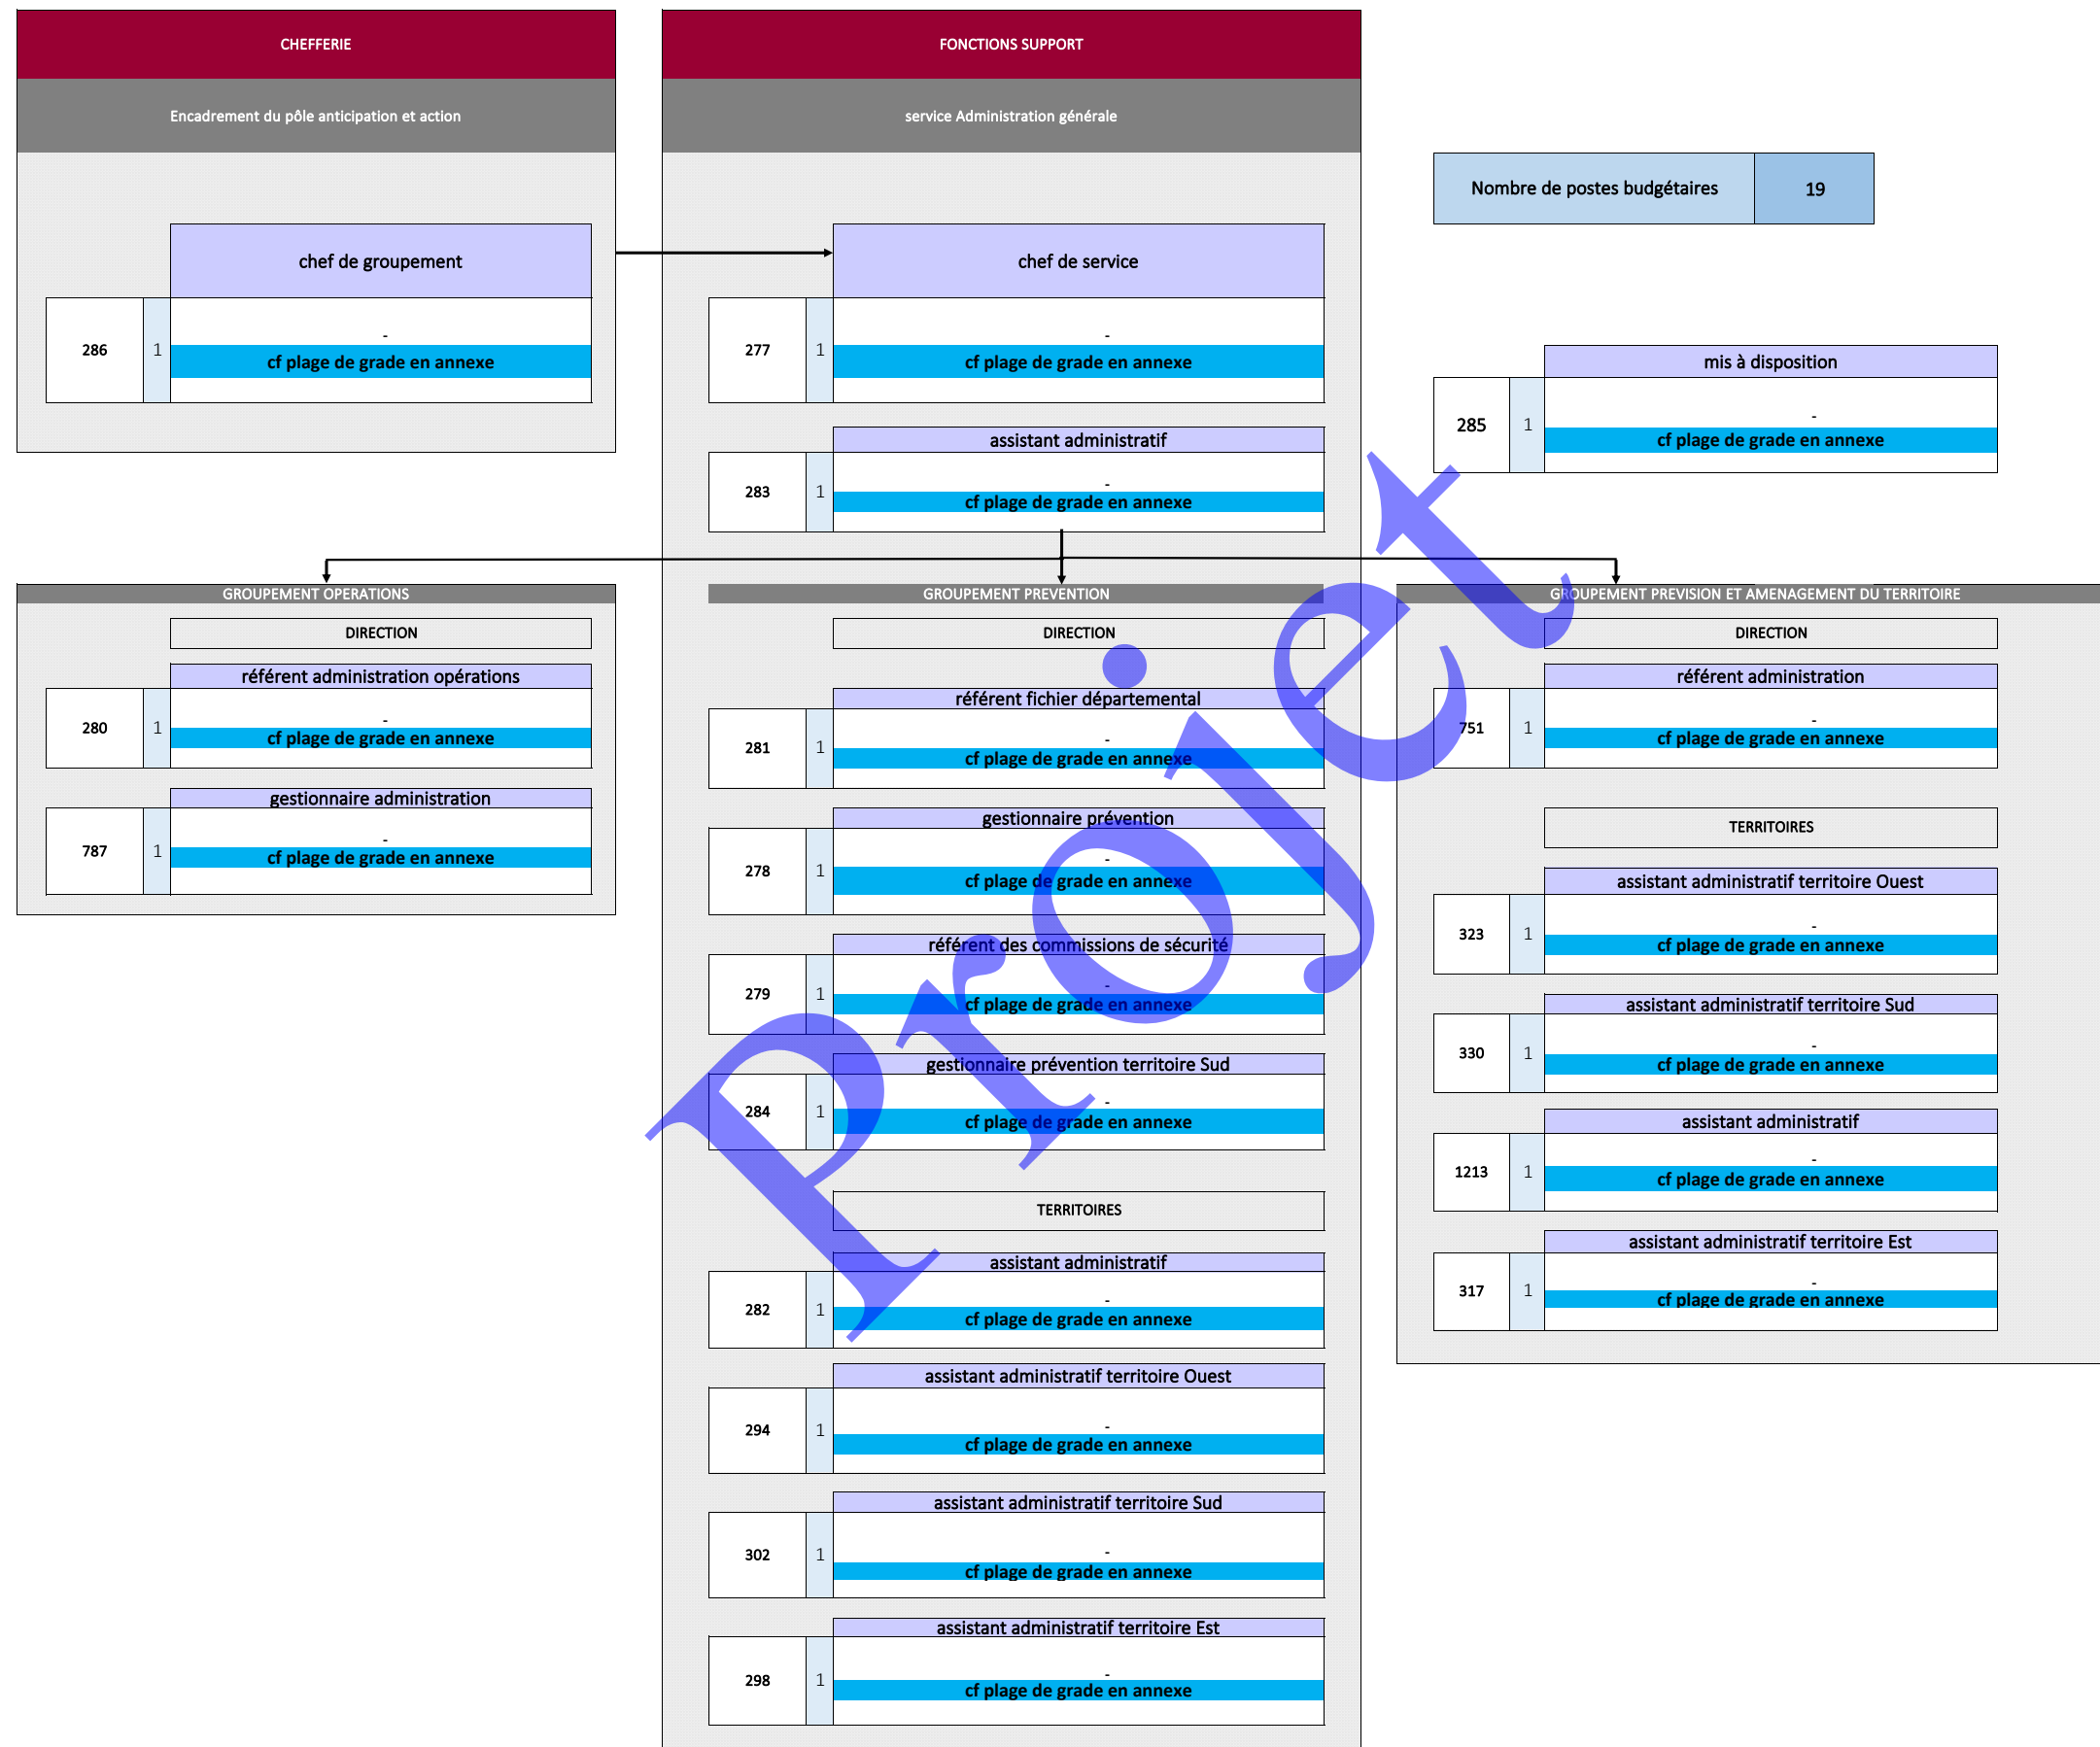 CHEFFERIE
Encadrement du pôle anticipation et action
chef de groupement
286
1
-
cf plage de grade en annexe
FONCTIONS SUPPORT
service Administration générale
chef de service
277
1
-
cf plage de grade en annexe
assistant administratif
283
1
-
cf plage de grade en annexe
Nombre de postes budgétaires
19
mis à disposition
285
1
-
cf plage de grade en annexe
GROUPEMENT OPERATIONS
DIRECTION
référent administration opérations
280
1
-
cf plage de grade en annexe
gestionnaire administration
787
1
-
cf plage de grade en annexe
GROUPEMENT PREVENTION
DIRECTION
référent fichier départemental
281
1
-
cf plage de grade en annexe
gestionnaire prévention
278
1
-
cf plage de grade en annexe
référent des commissions de sécurité
279
1
-
cf plage de grade en annexe
gestionnaire prévention territoire Sud
284
1
-
cf plage de grade en annexe
TERRITOIRES
assistant administratif
282
1
-
cf plage de grade en annexe
assistant administratif territoire Ouest
294
1
-
cf plage de grade en annexe
assistant administratif territoire Sud
302
1
-
cf plage de grade en annexe
assistant administratif territoire Est
298
1
-
cf plage de grade en annexe
GROUPEMENT PREVISION ET AMENAGEMENT DU TERRITOIRE
DIRECTION
référent administration
751
1
-
cf plage de grade en annexe
TERRITOIRES
assistant administratif territoire Ouest
323
1
-
cf plage de grade en annexe
assistant administratif territoire Sud
330
1
-
cf plage de grade en annexe
assistant administratif
1213
1
-
cf plage de grade en annexe
assistant administratif territoire Est
317
1
-
cf plage de grade en annexe
Projet